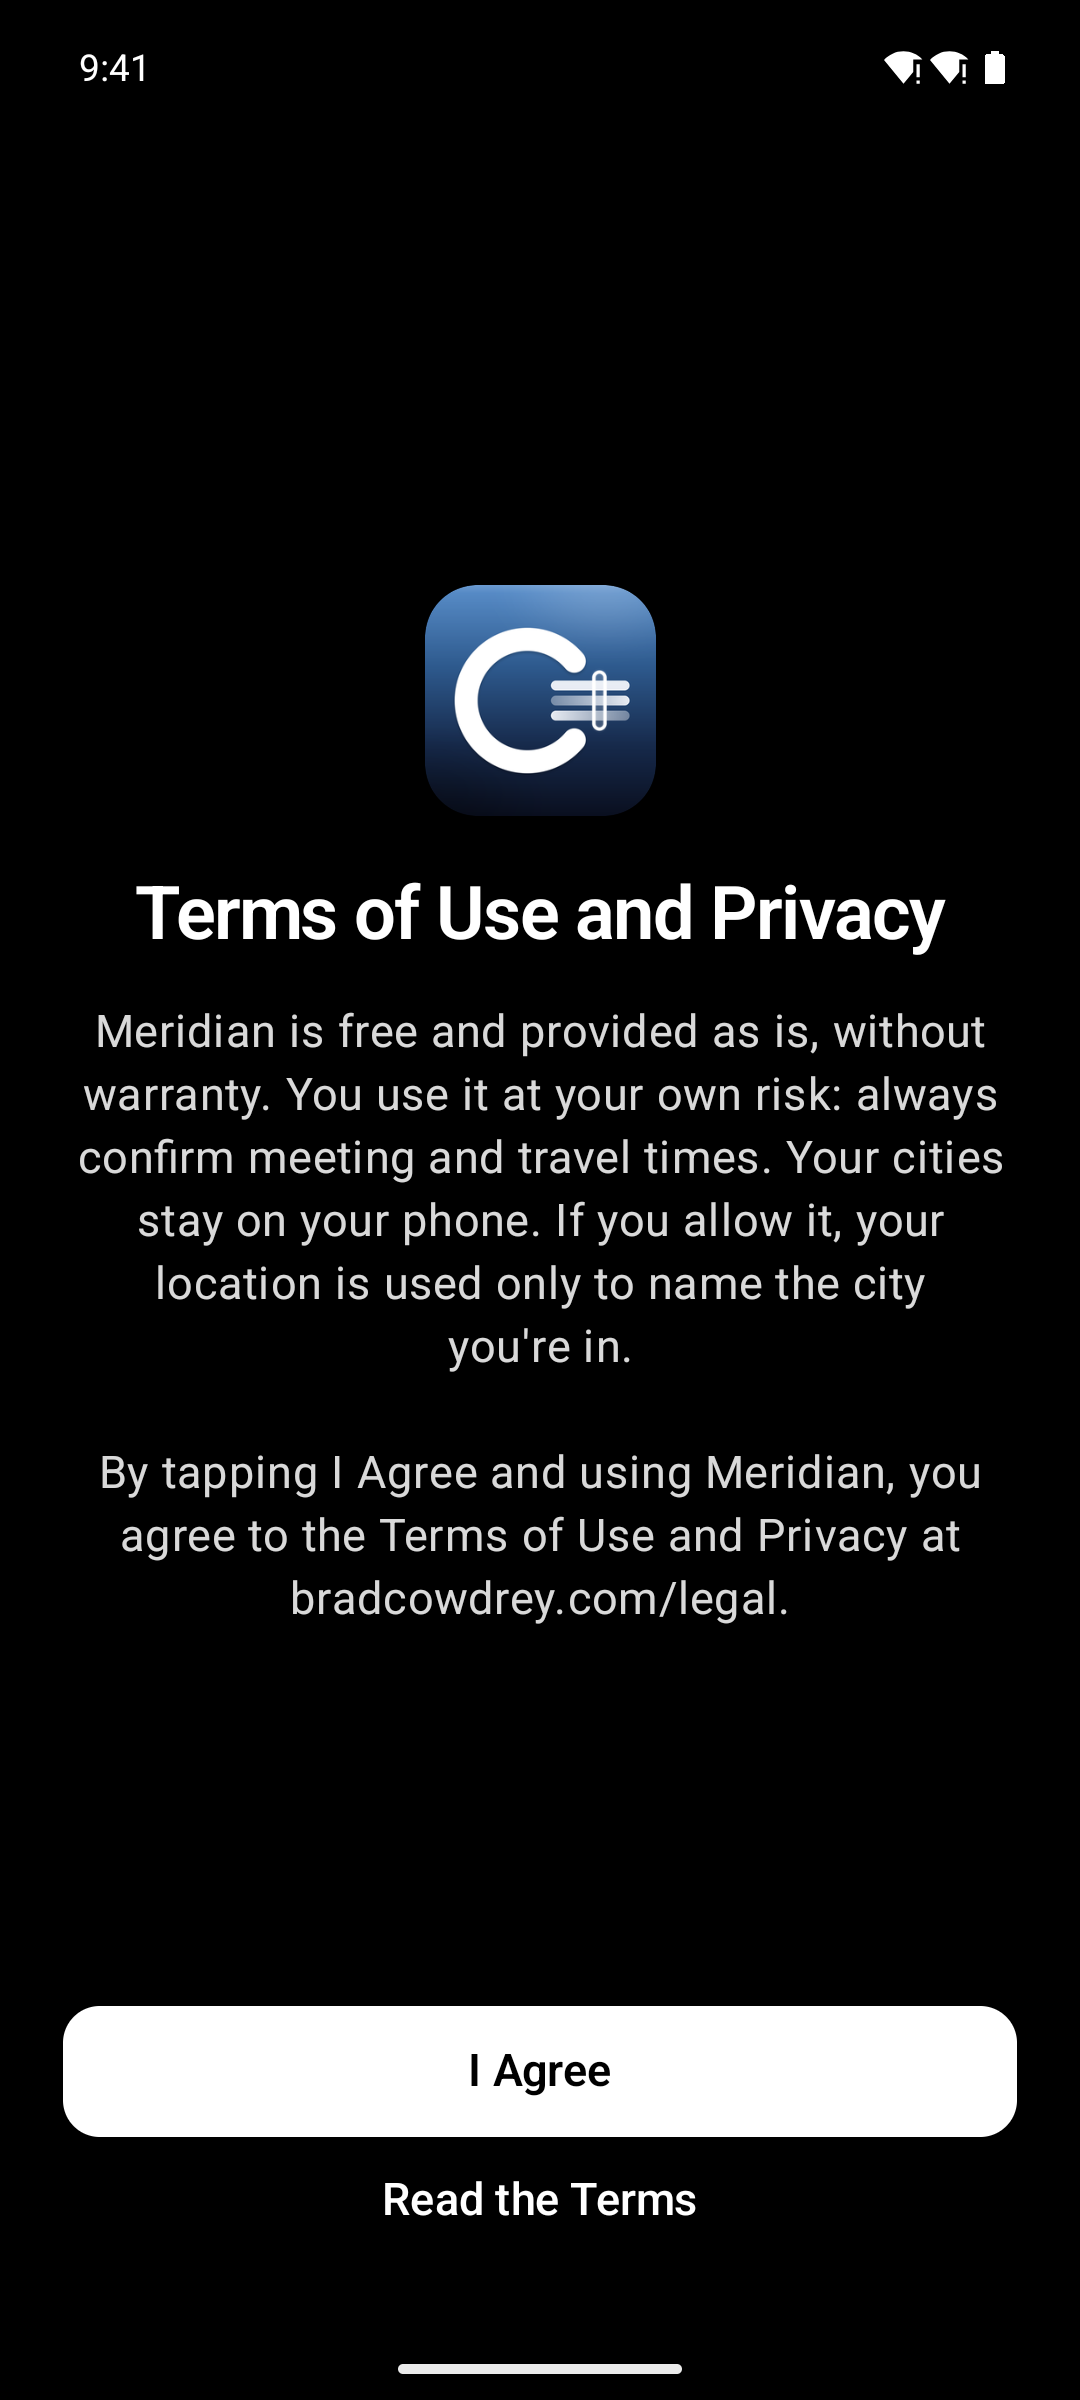 9:41
Terms of Use and Privacy
Meridian is free and provided as is, without
warranty. You use it at your own risk: always
confirm meeting and travel times. Your cities
stay on your phone. If you allow it, your
location is used only to name the city
you're in.
By tapping I Agree and using Meridian, you
agree to the Terms of Use and Privacy at
bradcowdrey.com/legal.
I Agree
Read the Terms